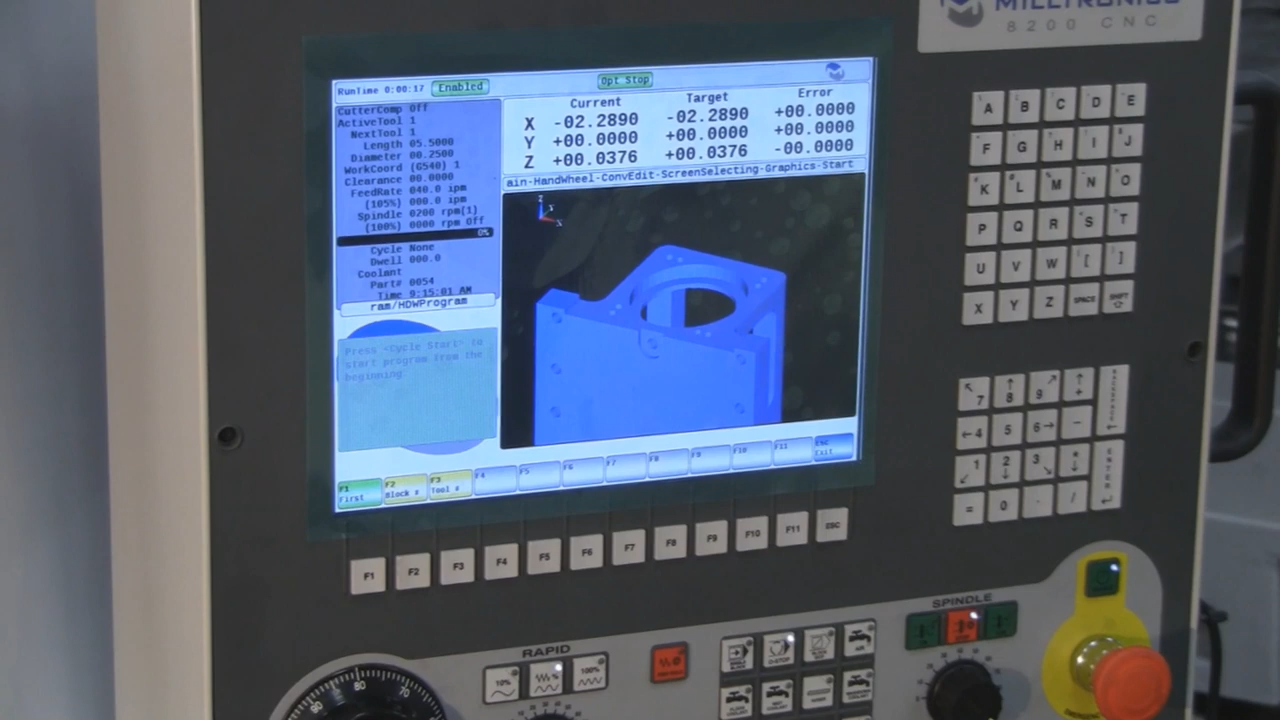 MILLTRONICS
8200 CNC
RunTime 0:00:17 Enabled Opt Stop
CutterComp Off
ActiveTool 1
NextTool 1
Length 05.5000
Diameter 00.2500
WorkCoord (G540) 1
Clearance 00.0000
FeedRate 040.0 ipm
(105%) 000.0 ipm
Spindle 0200 rpm[1]
(100%) 0000 rpm Off
0%
Cycle None
Dwell 000.0
Coolant
Part# 0054
Time 9:15:01 AM
ram/HDWProgram
Press <Cycle Start> to
start program from the
beginning.
Current Target Error
X -02.2890 -02.2890 +00.0000
Y +00.0000 +00.0000 +00.0000
Z +00.0376 +00.0376 -00.0000
ain-HandWheel-ConvEdit-ScreenSelecting-Graphics-Start
F1 F2 F3 F4 F5 F6 F7 F8 F9 F10 F11 Esc
First Block # Tool # Exit
F1 F2 F3 F4 F5 F6 F7 F8 F9 F10 F11 ESC
A B C D E
F G H I J
K L M N O
P Q R S T
U V W [ ]
X Y Z SPACE SHIFT
7 8 9 + BACKSPACE
4 5 6 -
1 2 3 ENTER
= 0 . /
RAPID
10% 100%
SPINDLE
80 70